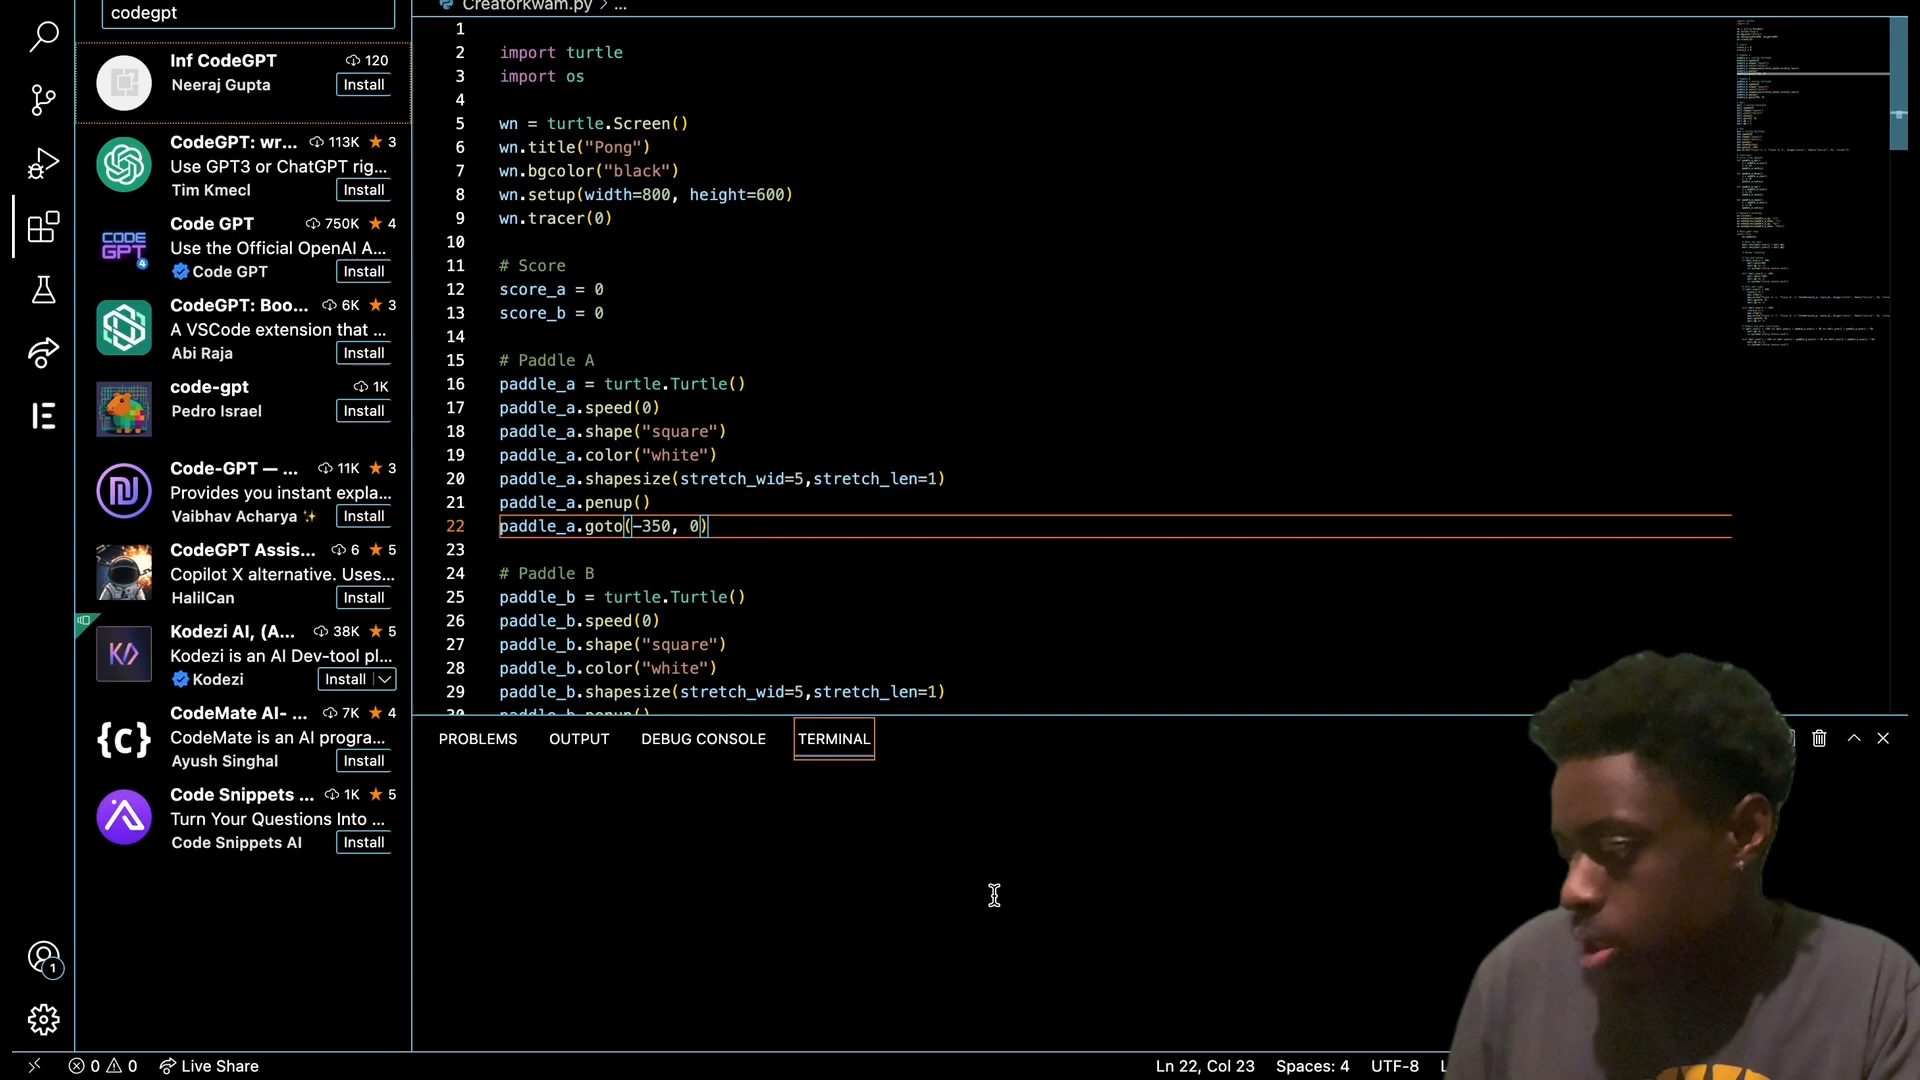 codegpt
Inf CodeGPT 120
Neeraj Gupta Install
CodeGPT: wr... 113K ★ 3
Use GPT3 or ChatGPT rig...
Tim Kmecl Install
CODE GPT 4
Code GPT 750K ★ 4
Use the Official OpenAI A...
Code GPT Install
CodeGPT: Boo... 6K ★ 3
A VSCode extension that ...
Abi Raja Install
code-gpt 1K
Pedro Israel Install
Code-GPT — ... 11K ★ 3
Provides you instant expla...
Vaibhav Acharya ✨ Install
CodeGPT Assis... 6 ★ 5
Copilot X alternative. Uses...
HalilCan Install
K/>
Kodezi AI, (A... 38K ★ 5
Kodezi is an AI Dev-tool pl...
Kodezi Install
{c}
CodeMate AI- ... 7K ★ 4
CodeMate is an AI progra...
Ayush Singhal Install
Code Snippets ... 1K ★ 5
Turn Your Questions Into ...
Code Snippets AI Install
1
Creatorkwam.py > ...
1
2 import turtle
3 import os
4
5 wn = turtle.Screen()
6 wn.title("Pong")
7 wn.bgcolor("black")
8 wn.setup(width=800, height=600)
9 wn.tracer(0)
10
11 # Score
12 score_a = 0
13 score_b = 0
14
15 # Paddle A
16 paddle_a = turtle.Turtle()
17 paddle_a.speed(0)
18 paddle_a.shape("square")
19 paddle_a.color("white")
20 paddle_a.shapesize(stretch_wid=5,stretch_len=1)
21 paddle_a.penup()
22 paddle_a.goto(-350, 0)
23
24 # Paddle B
25 paddle_b = turtle.Turtle()
26 paddle_b.speed(0)
27 paddle_b.shape("square")
28 paddle_b.color("white")
29 paddle_b.shapesize(stretch_wid=5,stretch_len=1)
30 paddle_b.penup()
PROBLEMS OUTPUT DEBUG CONSOLE TERMINAL
0 0 Live Share Ln 22, Col 23 Spaces: 4 UTF-8